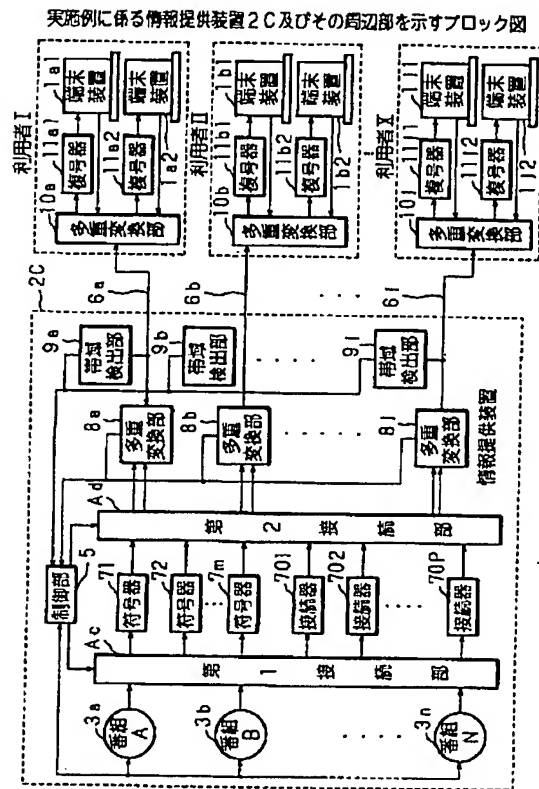 実施例に係る情報提供装置2C及びその周辺部を示すブロック図
利用者I
10a
多重変換部
11a1
復号器
1a1
端末装置
11a2
復号器
端末装置
1a2
利用者II
10b
多重変換部
11b1
復号器
1b1
端末装置
11b2
復号器
端末装置
1b2
利用者X
多重変換部
復号器
端末装置
復号器
端末装置
2C
6a
6b
9a
帯域検出部
9b
帯域検出部
帯域検出部
8a
多重変換部
8b
多重変換部
多重変換部
情報提供装置
制御部
5
Ad
第2接続部
71
符号器
72
符号器
7m
符号器
701
接続器
702
接続器
70P
接続器
Ac
第1接続部
3a
番組A
3b
番組B
3n
番組N